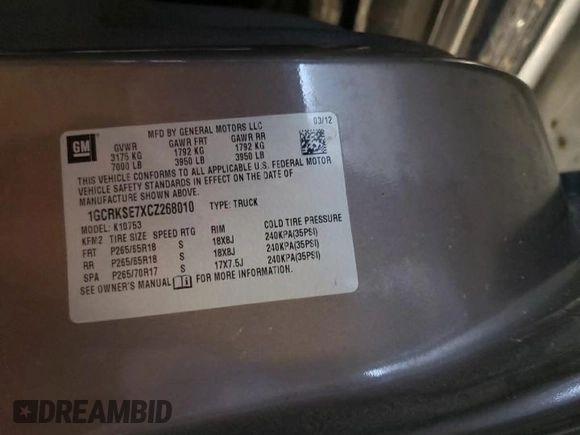 GM
MFD BY GENERAL MOTORS LLC 03/12
GVWR GAWR FRT GAWR RR
3175 KG 1792 KG 1792 KG
7000 LB 3950 LB 3950 LB
THIS VEHICLE CONFORMS TO ALL APPLICABLE U.S. FEDERAL MOTOR
VEHICLE SAFETY STANDARDS IN EFFECT ON THE DATE OF
MANUFACTURE SHOWN ABOVE.
1GCRKSE7XCZ268010 TYPE: TRUCK
MODEL: K10753
KFM2 TIRE SIZE SPEED RTG RIM COLD TIRE PRESSURE
FRT P265/65R18 S 18X8J 240KPA(35PSI)
RR P265/65R18 S 18X8J 240KPA(35PSI)
SPA P265/70R17 S 17X7.5J 240KPA(35PSI)
SEE OWNER'S MANUAL FOR MORE INFORMATION.
DREAMBID